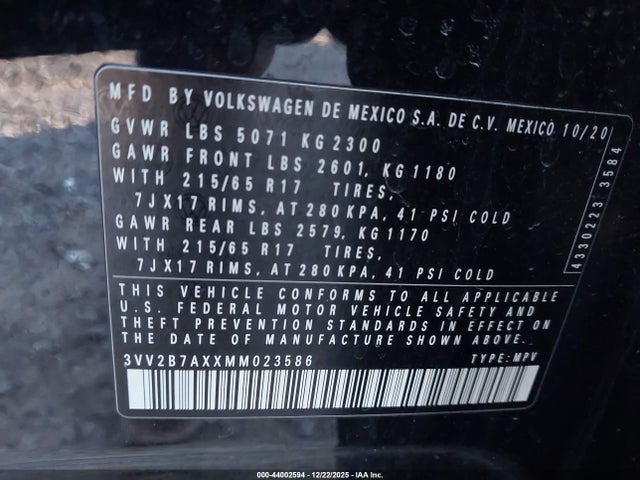 MFD BY VOLKSWAGEN DE MEXICO S.A. DE C.V. MEXICO 10/20
GVWR LBS 5071 KG 2300
GAWR FRONT LBS 2601, KG 1180
WITH 215/65 R17 TIRES,
7JX17 RIMS, AT 280 KPA, 41 PSI COLD
GAWR REAR LBS 2579, KG 1170
WITH 215/65 R17 TIRES,
7JX17 RIMS, AT 280 KPA, 41 PSI COLD
4330223 3584
THIS VEHICLE CONFORMS TO ALL APPLICABLE
U.S. FEDERAL MOTOR VEHICLE SAFETY AND
THEFT PREVENTION STANDARDS IN EFFECT ON
THE DATE OF MANUFACTURE SHOWN ABOVE.
3VV2B7AXXMM023586 TYPE: MPV
000-44002594 - 12/22/2025 - IAA Inc.